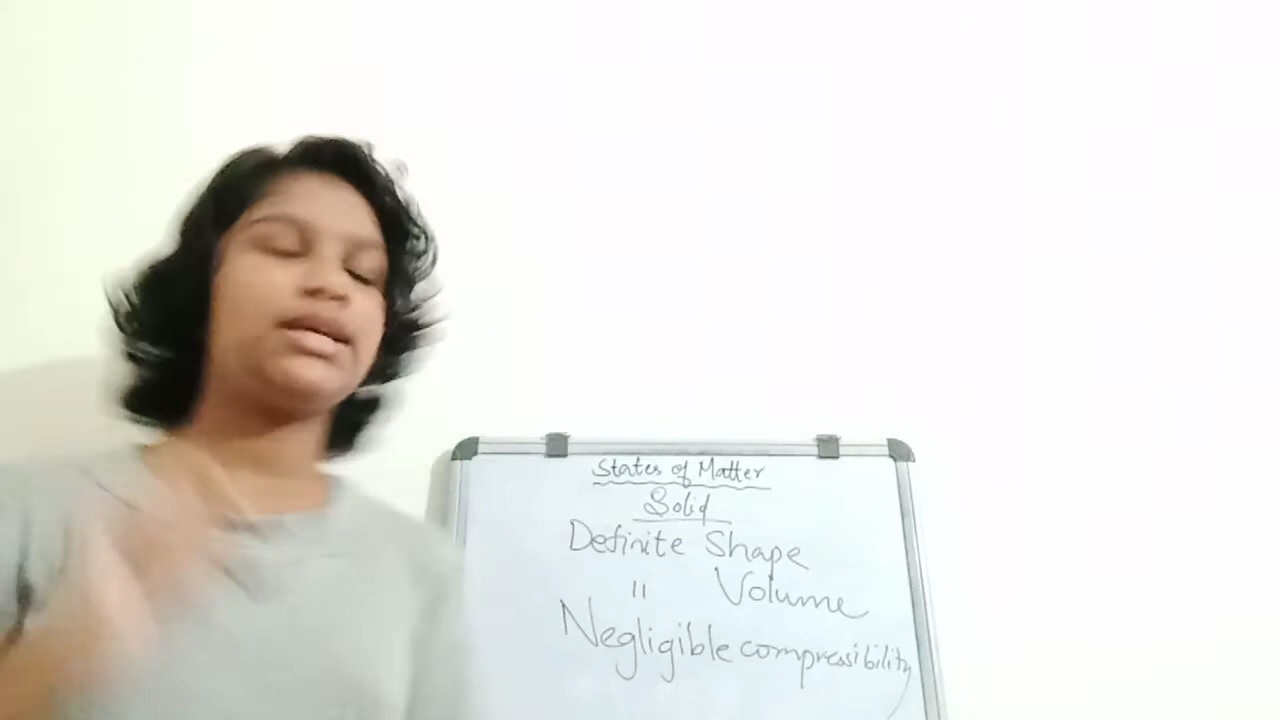 States of Matter
Solid
Definite Shape
" Volume
Negligible compressibility